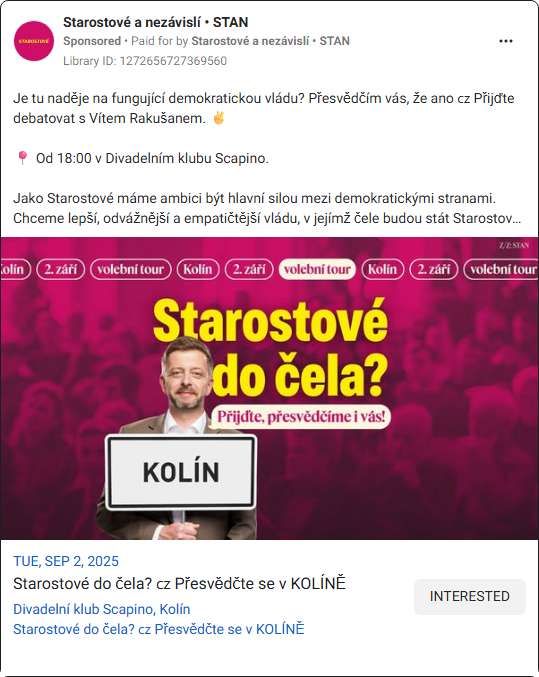 Starostové a nezávislí • STAN
Sponsored • Paid for by Starostové a nezávislí • STAN
Library ID: 1272656727369560
STAROSTOVÉ
Je tu naděje na fungující demokratickou vládu? Přesvědčím vás, že ano cz Přijďte
debatovat s Vítem Rakušanem. ✌️
📍 Od 18:00 v Divadelním klubu Scapino.
Jako Starostové máme ambici být hlavní silou mezi demokratickými stranami.
Chceme lepší, odvážnější a empatičtější vládu, v jejímž čele budou stát Starostov…
Z/Z: STAN
Kolín 2. září volební tour Kolín 2. září volební tour Kolín 2. září volební tour
Starostové
do čela?
Přijďte, přesvědčíme i vás!
KOLÍN
TUE, SEP 2, 2025
Starostové do čela? cz Přesvědčte se v KOLÍNĚ
Divadelní klub Scapino, Kolín
Starostové do čela? cz Přesvědčte se v KOLÍNĚ
INTERESTED